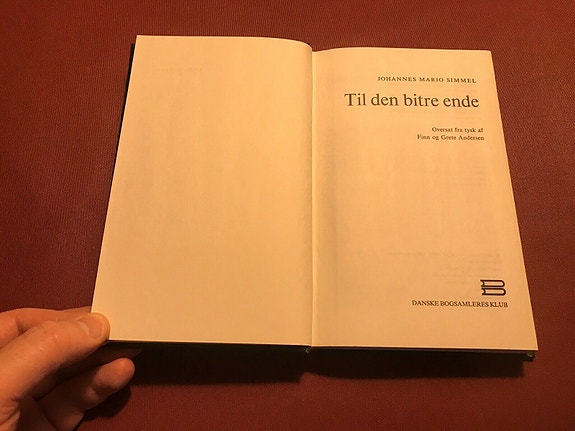 JOHANNES MARIO SIMMEL
Til den bitre ende
Oversat fra tysk af
Finn og Grete Andersen
DANSKE BOGSAMLERES KLUB